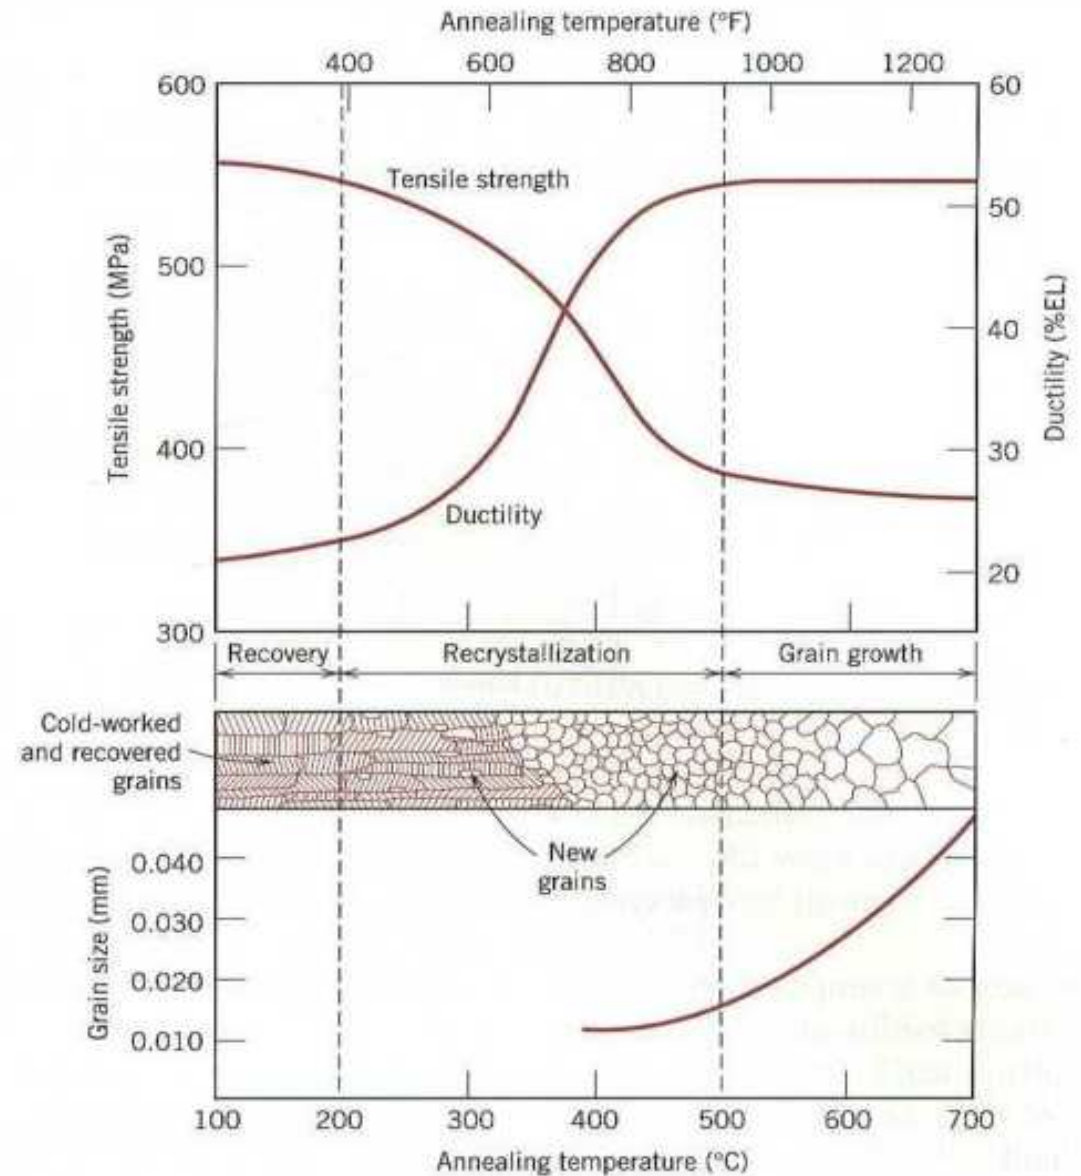 Annealing temperature (°F)
400 600 800 1000 1200
600 60
Tensile strength
50
500
Tensile strength (MPa)
40
Ductility (%EL)
400
30
Ductility
20
300
Recovery Recrystallization Grain growth
Cold-worked
and recovered
grains
New
grains
0.040
0.030
0.020
0.010
Grain size (mm)
100 200 300 400 500 600 700
Annealing temperature (°C)